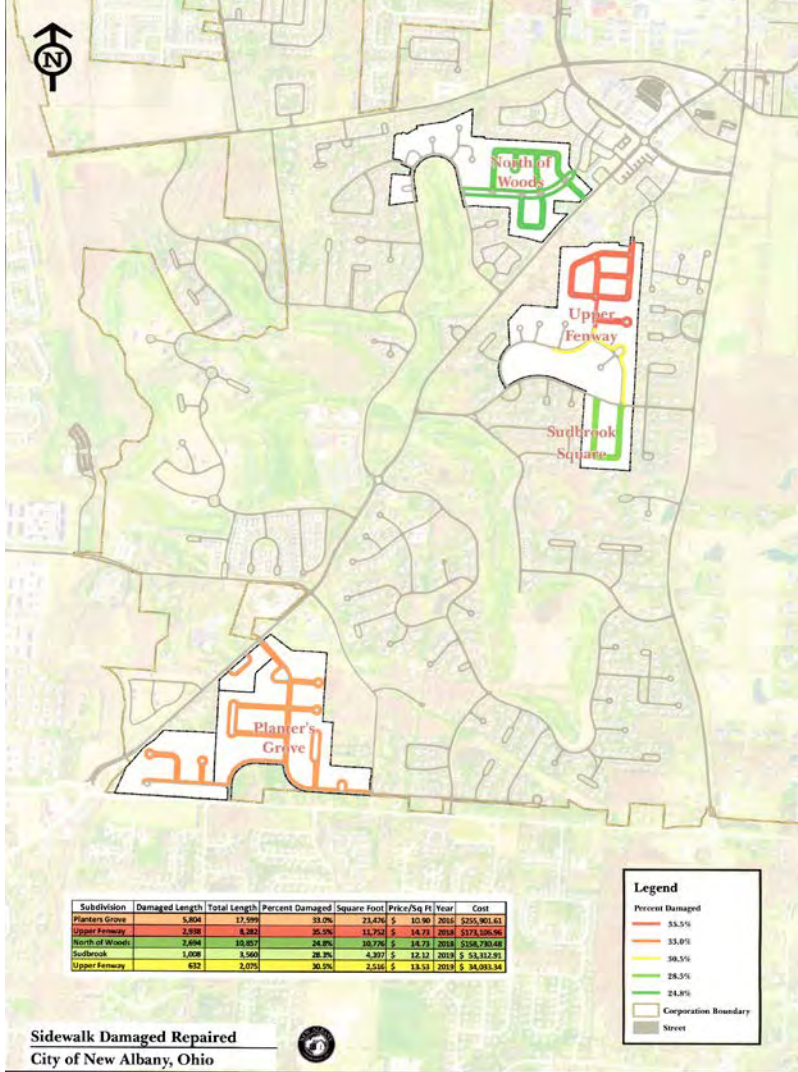 N
North of
Woods
Upper
Fenway
Sudbrook
Square
Planter's
Grove
Subdivision Damaged Length Total Length Percent Damaged Square Foot Price/Sq Ft Year Cost
Planters Grove 5,804 17,599 33.0% 23,476 $ 10.90 2016 $255,901.61
Upper Fenway 2,938 8,282 35.5% 11,752 $ 14.73 2018 $173,106.96
North of Woods 2,694 10,857 24.8% 10,776 $ 14.73 2018 $158,730.48
Sudbrook 1,008 3,560 28.3% 4,397 $ 12.12 2019 $ 53,312.91
Upper Fenway 632 2,075 30.5% 2,516 $ 13.53 2019 $ 34,033.34
Legend
Percent Damaged
35.5%
33.0%
30.5%
28.3%
24.8%
Corporation Boundary
Street
Sidewalk Damaged Repaired
City of New Albany, Ohio